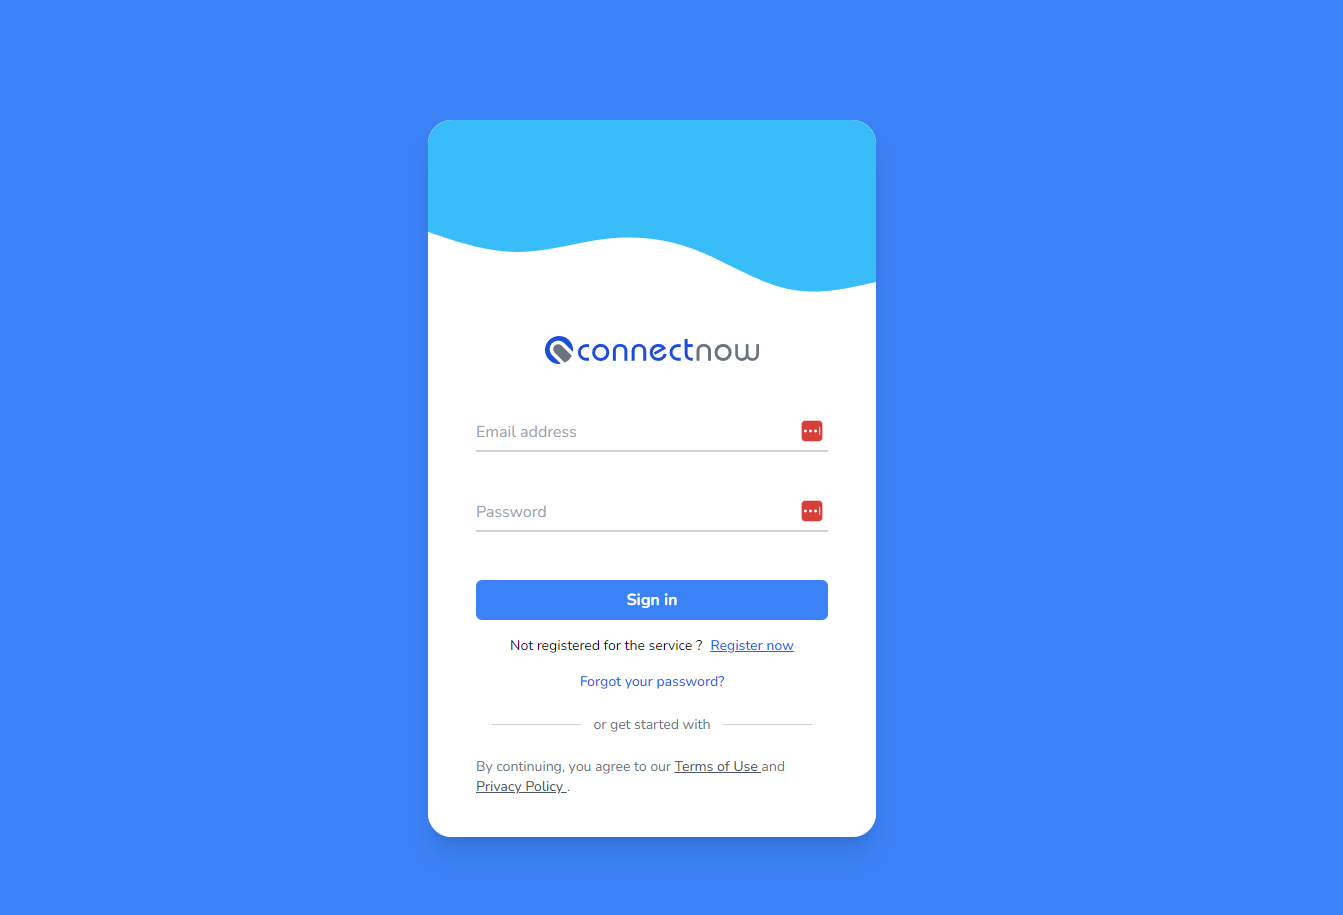 connectnow
Email address
Password
Sign in
Not registered for the service ? Register now
Forgot your password?
or get started with
By continuing, you agree to our Terms of Use and
Privacy Policy .